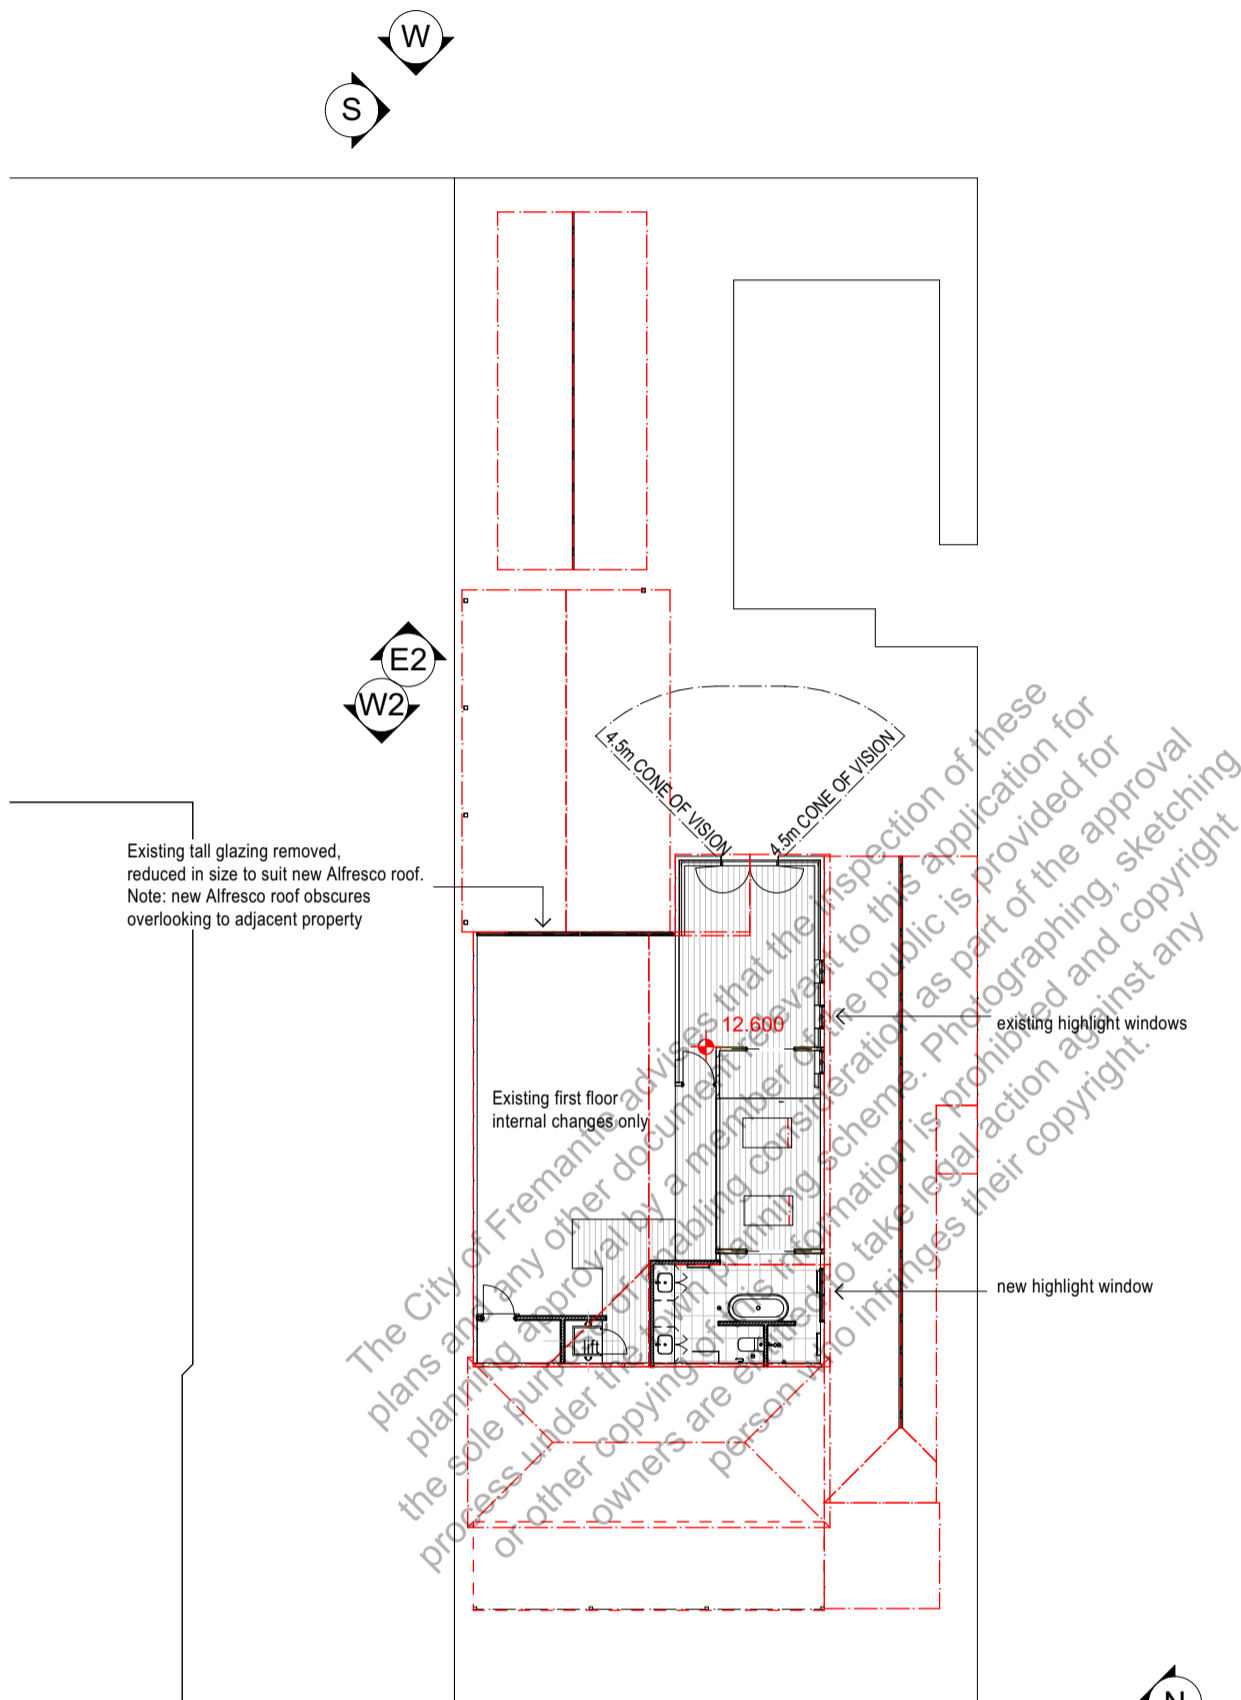 W
S
E2
W2
4.5m CONE OF VISION
4.5m CONE OF VISION
Existing tall glazing removed,
reduced in size to suit new Alfresco roof.
Note: new Alfresco roof obscures
overlooking to adjacent property
12.600
existing highlight windows
Existing first floor
internal changes only
new highlight window
lift
N
The City of Fremantle advises that the inspection of these
plans and any other document relevant to this application for
planning approval by a member of the public is provided for
the sole purpose of enabling consideration as part of the approval
process under the town planning scheme. Photographing, sketching
or other copying of this information is prohibited and copyright
owners are entitled to take legal action against any
person who infringes their copyright.